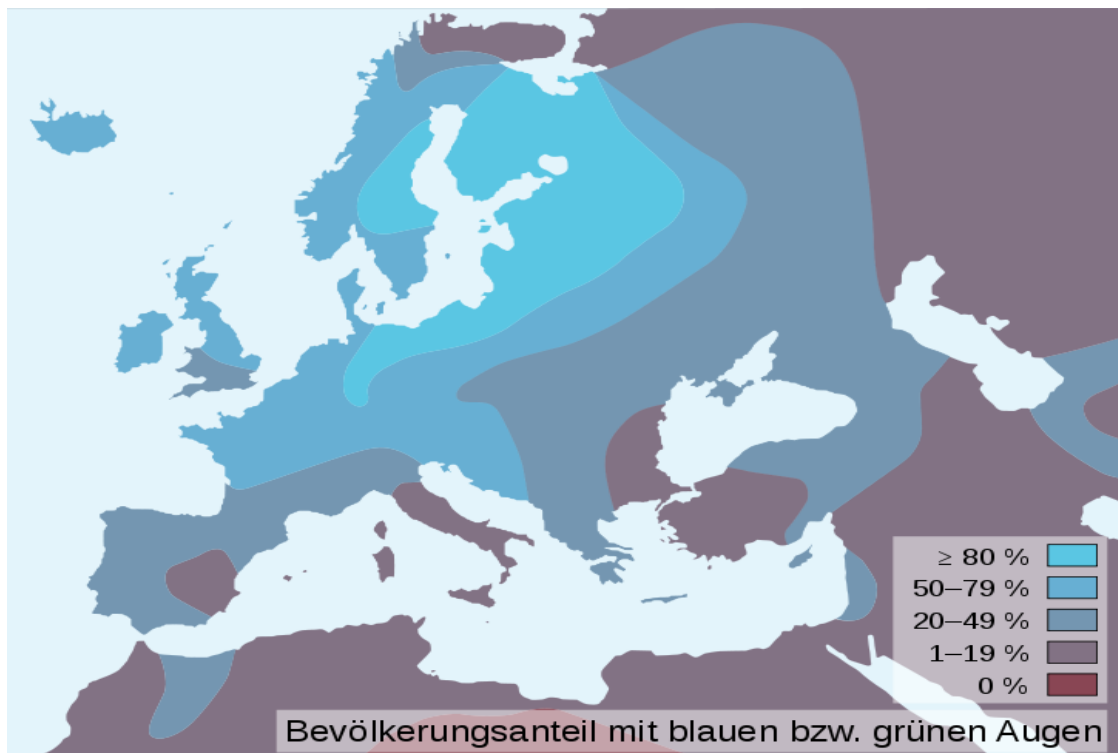 ≥ 80 %
50–79 %
20–49 %
1–19 %
0 %
Bevölkerungsanteil mit blauen bzw. grünen Augen